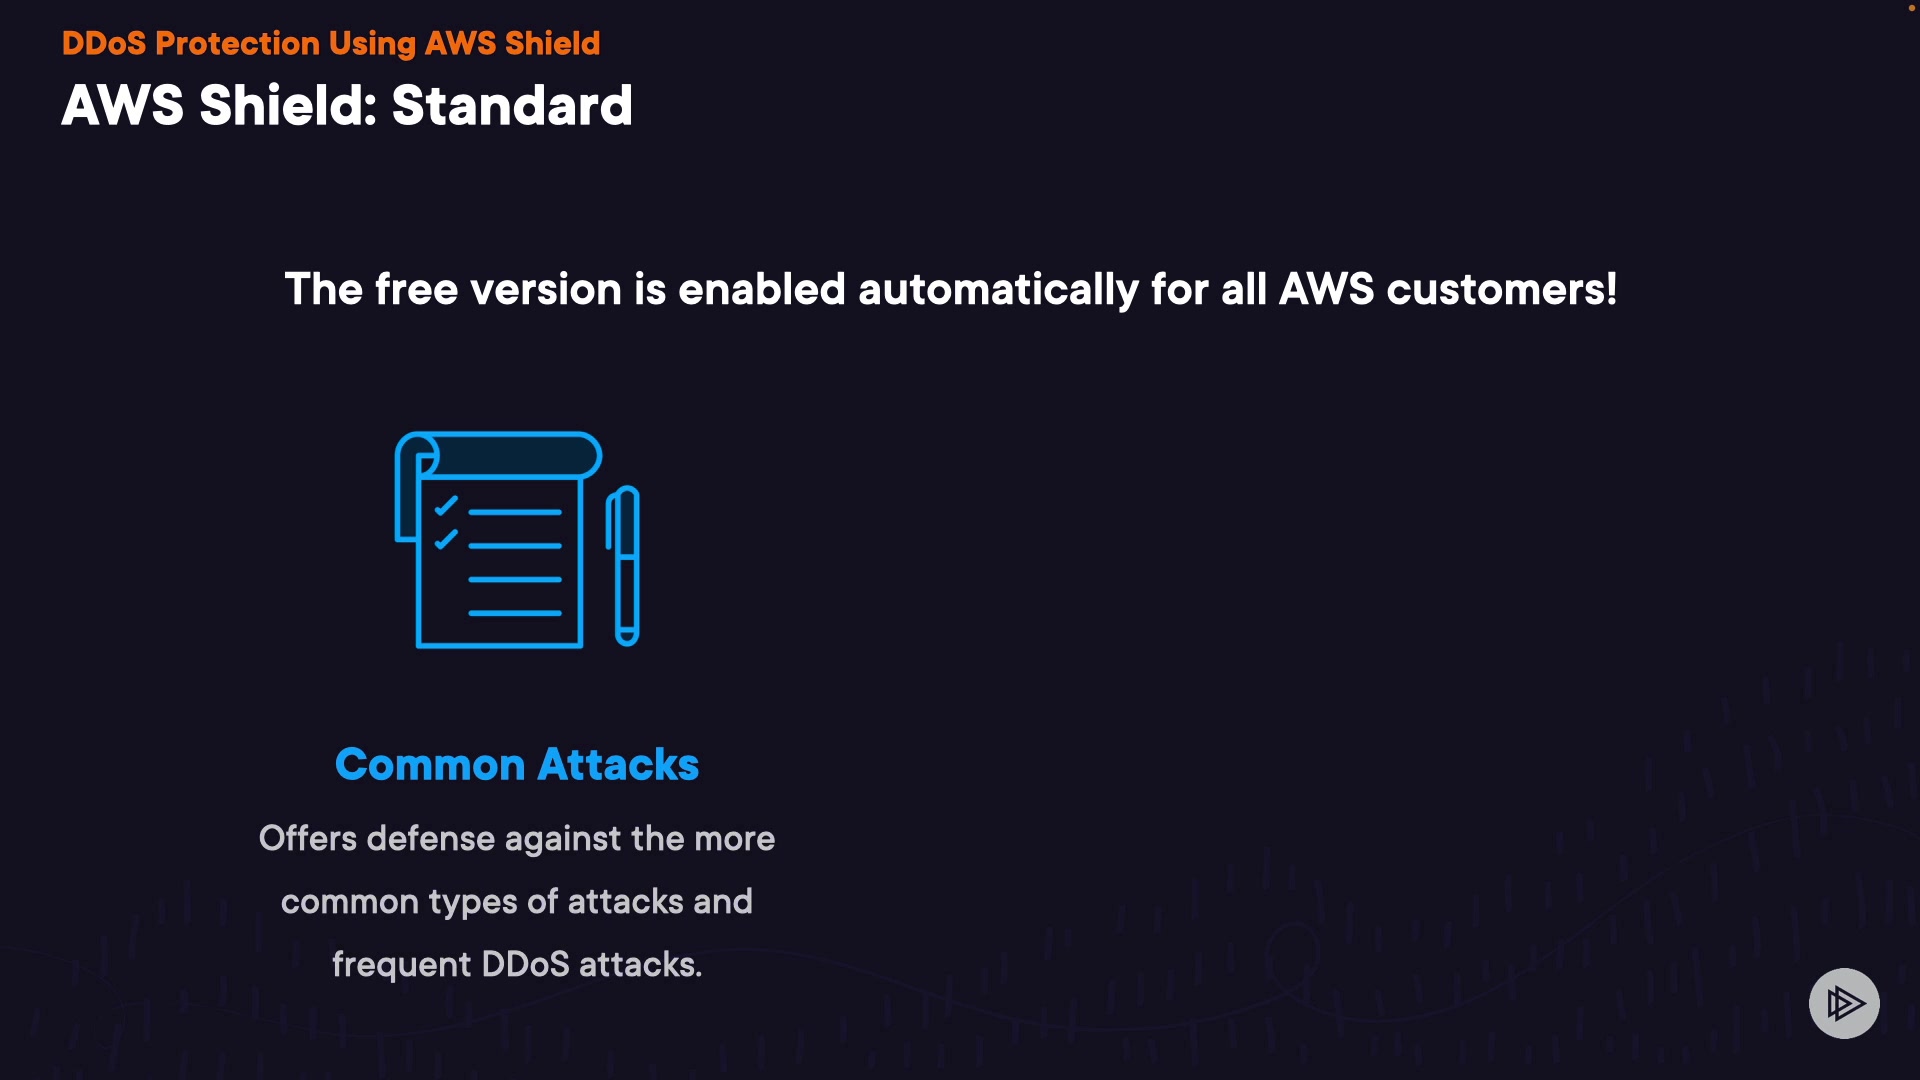 DDoS Protection Using AWS Shield
AWS Shield: Standard
The free version is enabled automatically for all AWS customers!
Common Attacks
Offers defense against the more
common types of attacks and
frequent DDoS attacks.